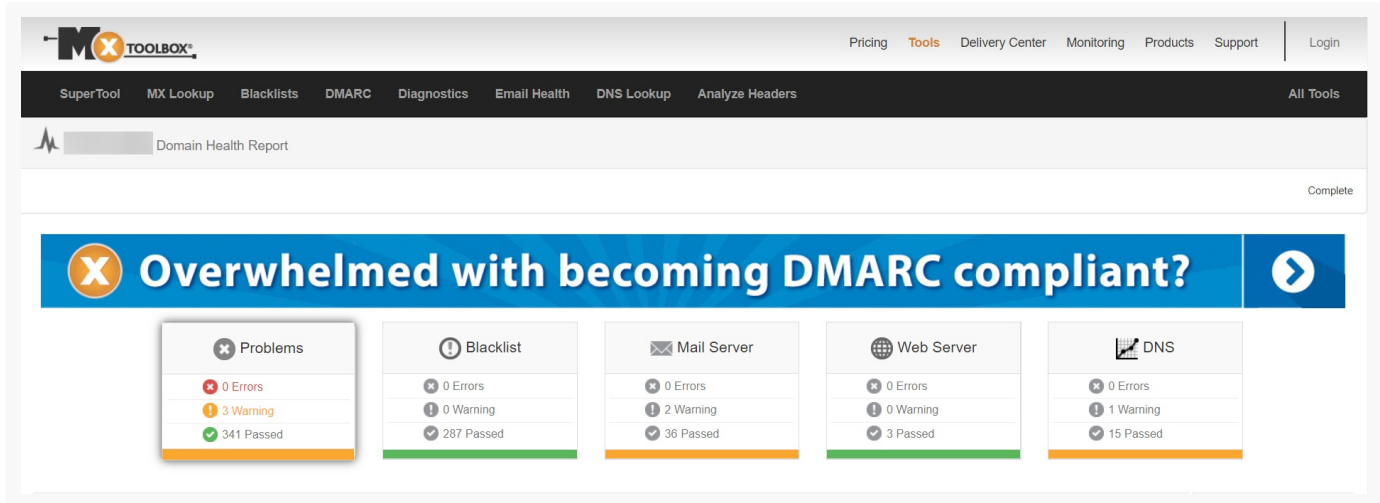 MX TOOLBOX®
Pricing Tools Delivery Center Monitoring Products Support Login
SuperTool MX Lookup Blacklists DMARC Diagnostics Email Health DNS Lookup Analyze Headers All Tools
Domain Health Report
Complete
X Overwhelmed with becoming DMARC compliant?
Problems
0 Errors
3 Warning
341 Passed
Blacklist
0 Errors
0 Warning
287 Passed
Mail Server
0 Errors
2 Warning
36 Passed
Web Server
0 Errors
0 Warning
3 Passed
DNS
0 Errors
1 Warning
15 Passed